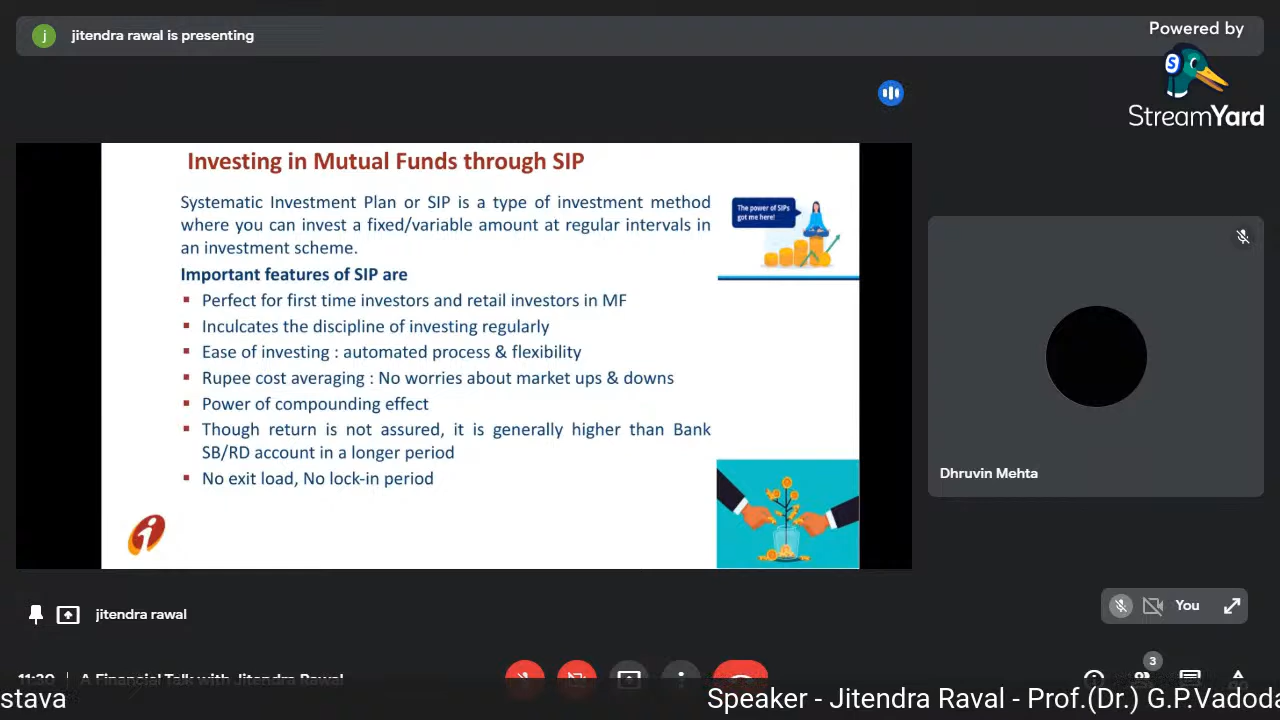 j
jitendra rawal is presenting
Powered by
S
StreamYard
Investing in Mutual Funds through SIP
Systematic Investment Plan or SIP is a type of investment method
where you can invest a fixed/variable amount at regular intervals in
an investment scheme.
The power of SIPs
got me here!
Important features of SIP are
▪ Perfect for first time investors and retail investors in MF
▪ Inculcates the discipline of investing regularly
▪ Ease of investing : automated process & flexibility
▪ Rupee cost averaging : No worries about market ups & downs
▪ Power of compounding effect
▪ Though return is not assured, it is generally higher than Bank
SB/RD account in a longer period
▪ No exit load, No lock-in period
i
Dhruvin Mehta
jitendra rawal
You
3
A Financial Talk with Jitendra Rawal
stava
Speaker - Jitendra Raval - Prof.(Dr.) G.P.Vadoda